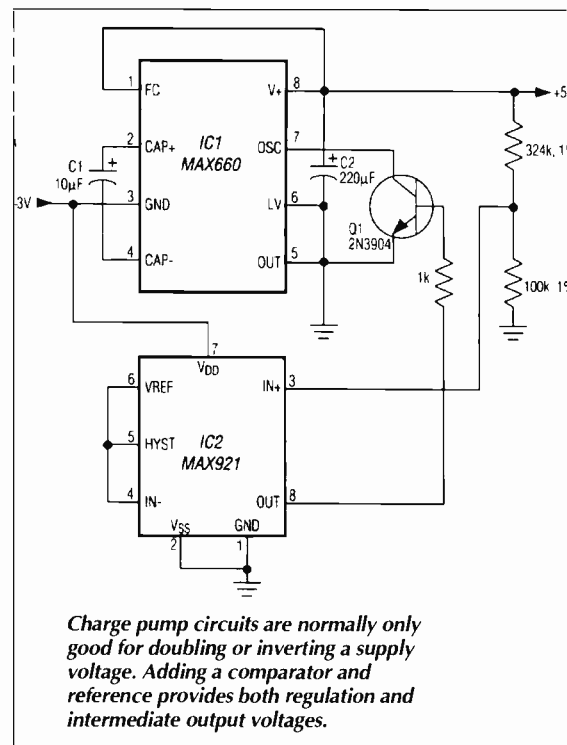 1 FC
V+ 8
+5
IC1
MAX660
2 CAP+
OSC 7
324k, 1%
C1
10µF
+
+
C2
220µF
-3V
3 GND
LV 6
Q1
2N3904
4 CAP-
OUT 5
1k
100k 1%
7
VDD
6 VREF
IN+ 3
5 HYST
IC2
MAX921
4 IN-
OUT 8
VSS
2
GND
1
Charge pump circuits are normally only
good for doubling or inverting a supply
voltage. Adding a comparator and
reference provides both regulation and
intermediate output voltages.